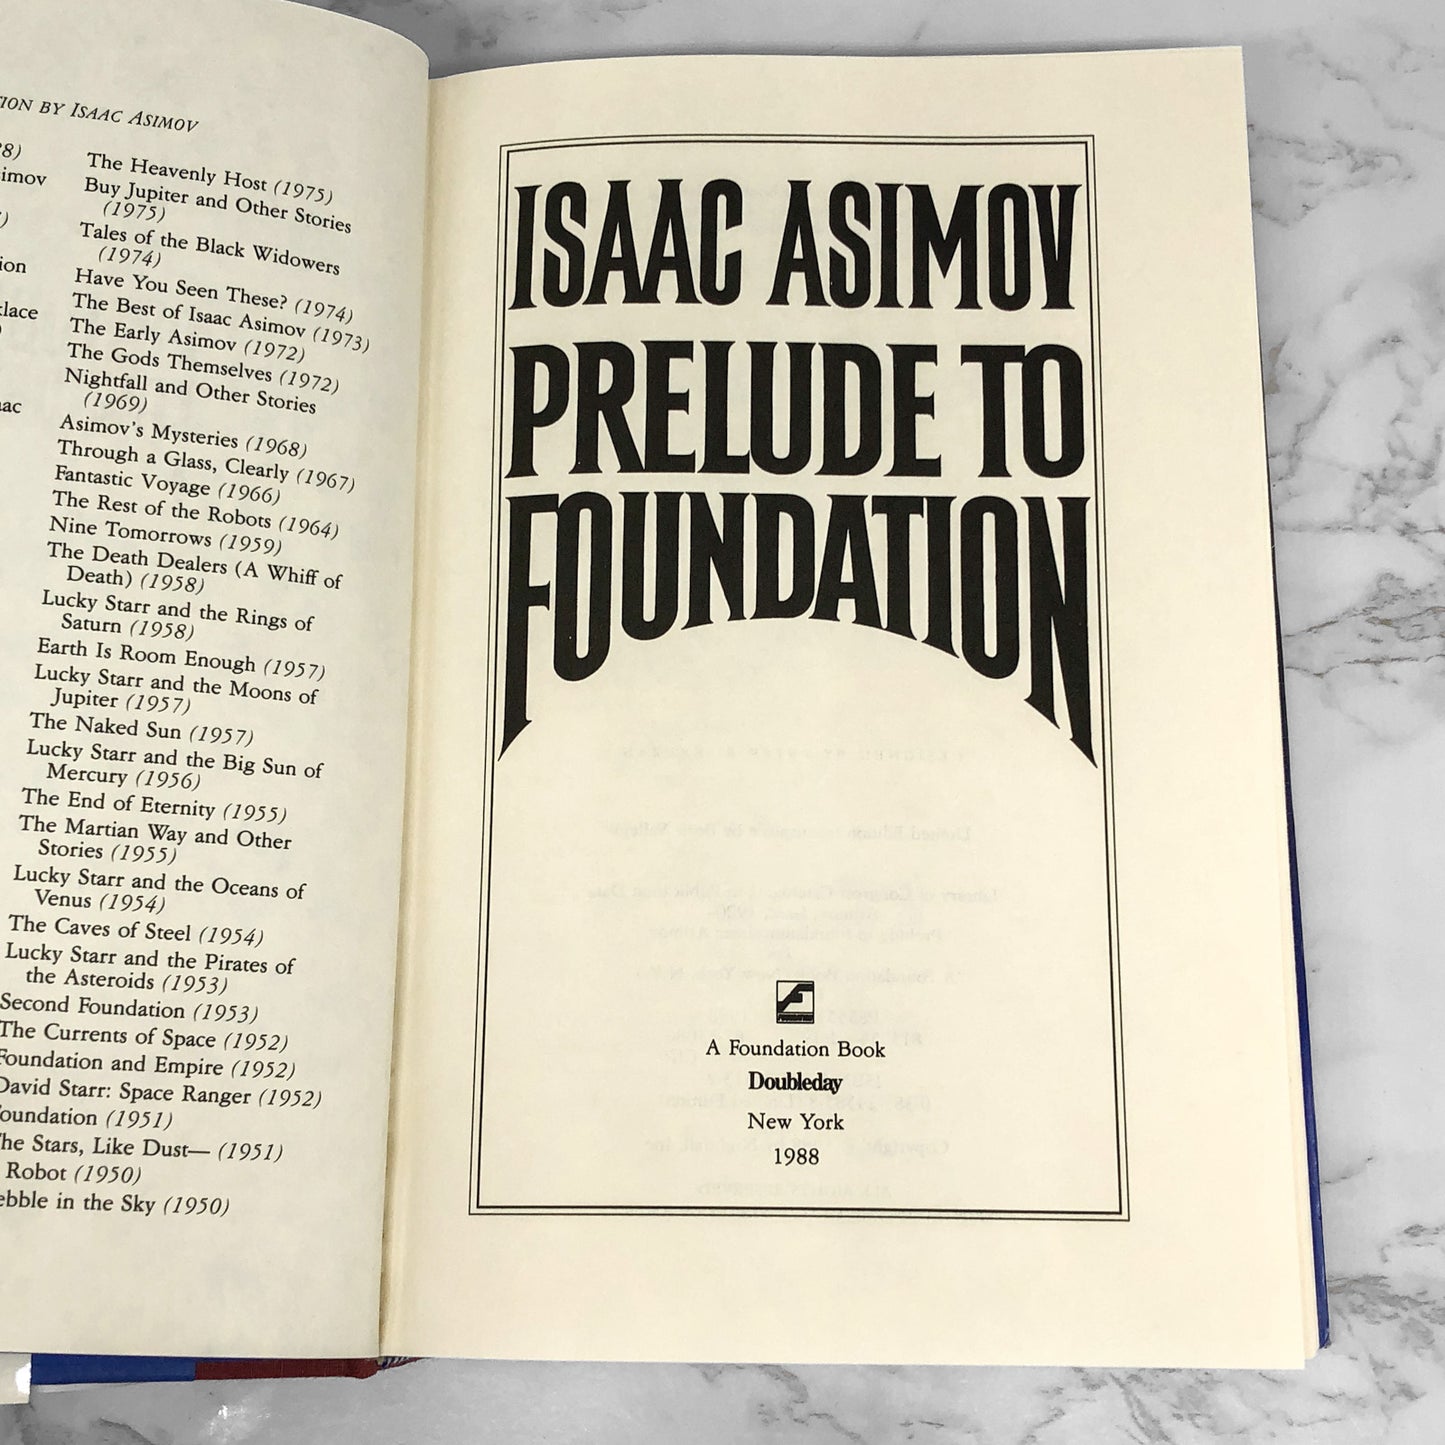 TION BY ISAAC ASIMOV
88)
imov
)
ion
klace
)
ac
The Heavenly Host (1975)
Buy Jupiter and Other Stories
(1975)
Tales of the Black Widowers
(1974)
Have You Seen These? (1974)
The Best of Isaac Asimov (1973)
The Early Asimov (1972)
The Gods Themselves (1972)
Nightfall and Other Stories
(1969)
Asimov's Mysteries (1968)
Through a Glass, Clearly (1967)
Fantastic Voyage (1966)
The Rest of the Robots (1964)
Nine Tomorrows (1959)
The Death Dealers (A Whiff of
Death) (1958)
Lucky Starr and the Rings of
Saturn (1958)
Earth Is Room Enough (1957)
Lucky Starr and the Moons of
Jupiter (1957)
The Naked Sun (1957)
Lucky Starr and the Big Sun of
Mercury (1956)
The End of Eternity (1955)
The Martian Way and Other
Stories (1955)
Lucky Starr and the Oceans of
Venus (1954)
The Caves of Steel (1954)
Lucky Starr and the Pirates of
the Asteroids (1953)
Second Foundation (1953)
The Currents of Space (1952)
Foundation and Empire (1952)
David Starr: Space Ranger (1952)
oundation (1951)
The Stars, Like Dust— (1951)
Robot (1950)
ebble in the Sky (1950)
ISAAC ASIMOV
PRELUDE TO
FOUNDATION
A Foundation Book
Doubleday
New York
1988